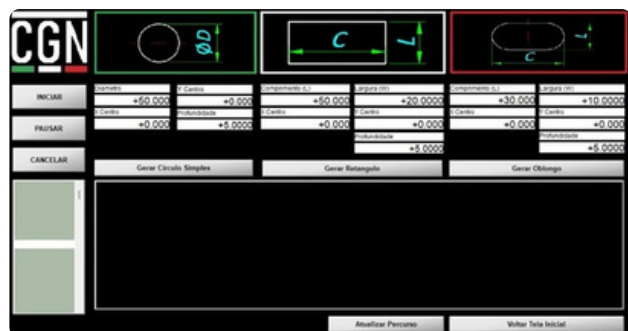 CGN
ØD
C
L
C
L
INICIAR
PAUSAR
CANCELAR
Diametro
Y Centro
+50.000
+0.000
X Centro
Profundidade
+0.000
+5.0000
Gerar Circulo Simples
Comprimento (L)
Largura (W)
+50.000
+20.0000
X Centro
Y Centro
+0.000
+0.000
Profundidade
+5.0000
Gerar Retangulo
Comprimento (L)
Largura (W)
+30.000
+10.0000
X Centro
Y Centro
+0.000
+0.000
Profundidade
+5.0000
Gerar Oblongo
Atualizar Percurso
Voltar Tela Inicial